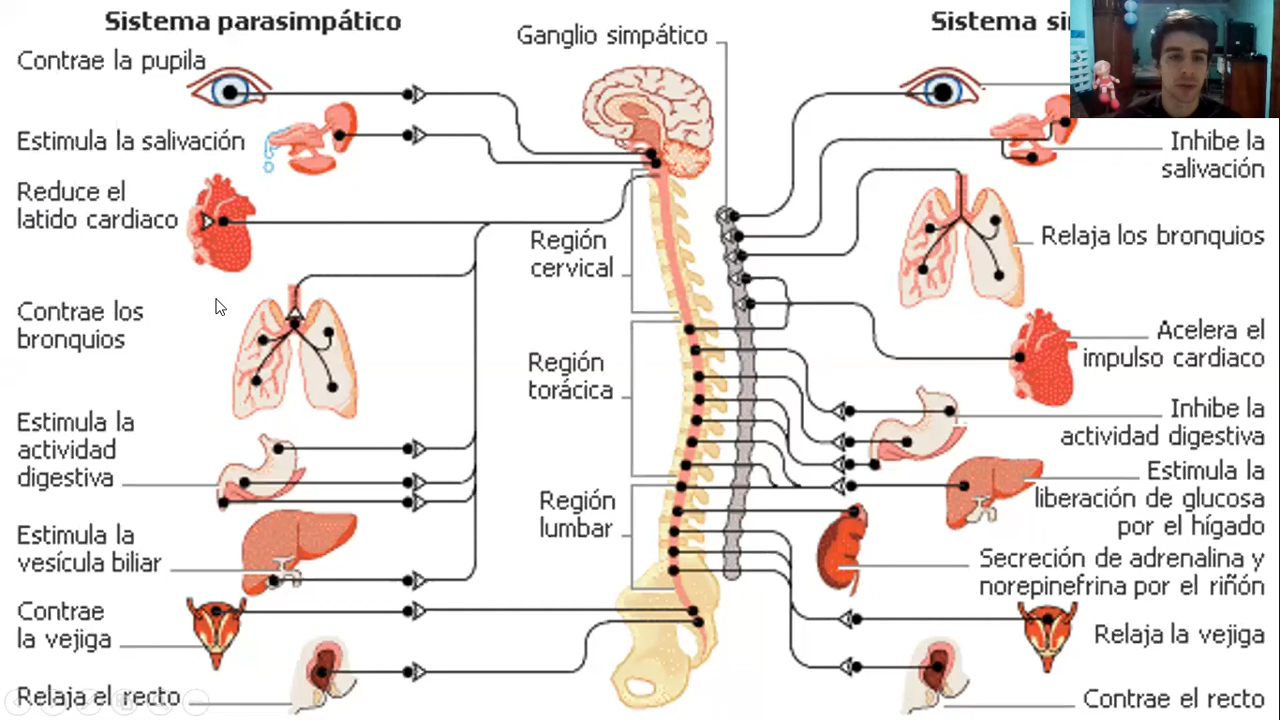 Sistema parasimpático
Contrae la pupila
Estimula la salivación
Reduce el
latido cardiaco
Contrae los
bronquios
Estimula la
actividad
digestiva
Estimula la
vesícula biliar
Contrae
la vejiga
Relaja el recto
Ganglio simpático
Región
cervical
Región
torácica
Región
lumbar
Sistema
Inhibe la
salivación
Relaja los bronquios
Acelera el
impulso cardiaco
Inhibe la
actividad digestiva
Estimula la
liberación de glucosa
por el hígado
Secreción de adrenalina y
norepinefrina por el riñón
Relaja la vejiga
Contrae el recto